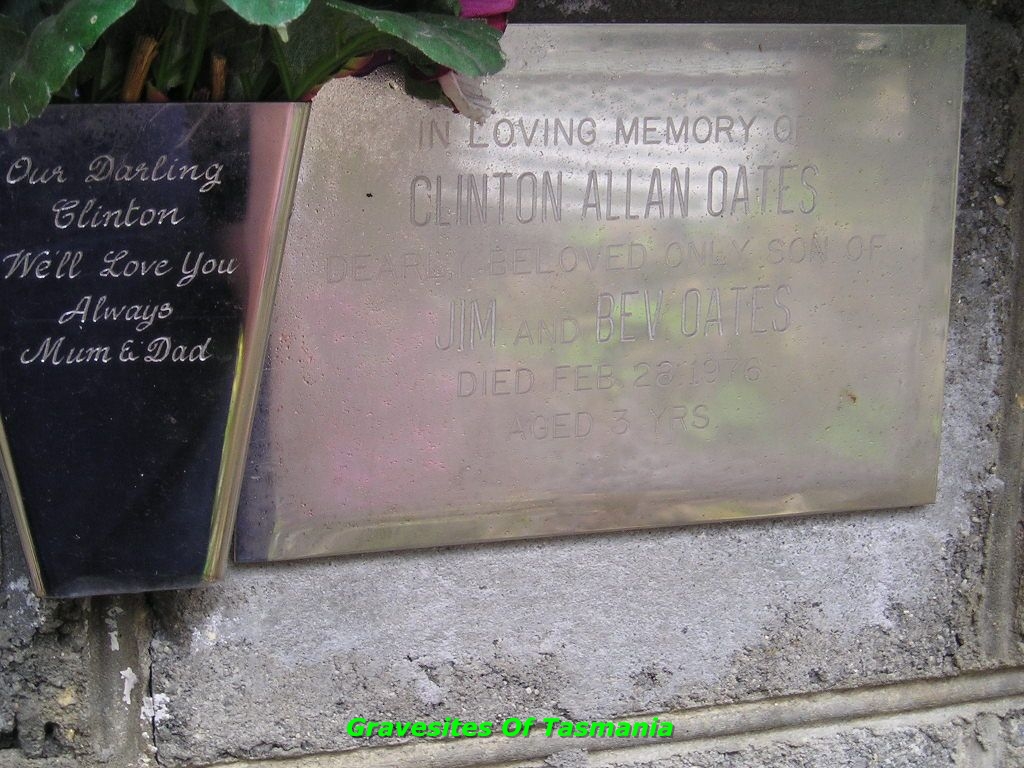 Our Darling
Clinton
We'll Love You
Always
Mum & Dad
IN LOVING MEMORY OF
CLINTON ALLAN OATES
DEARLY BELOVED ONLY SON OF
JIM AND BEV. OATES
DIED FEB. 28. 1976
AGED 3 YRS.
Gravesites Of Tasmania